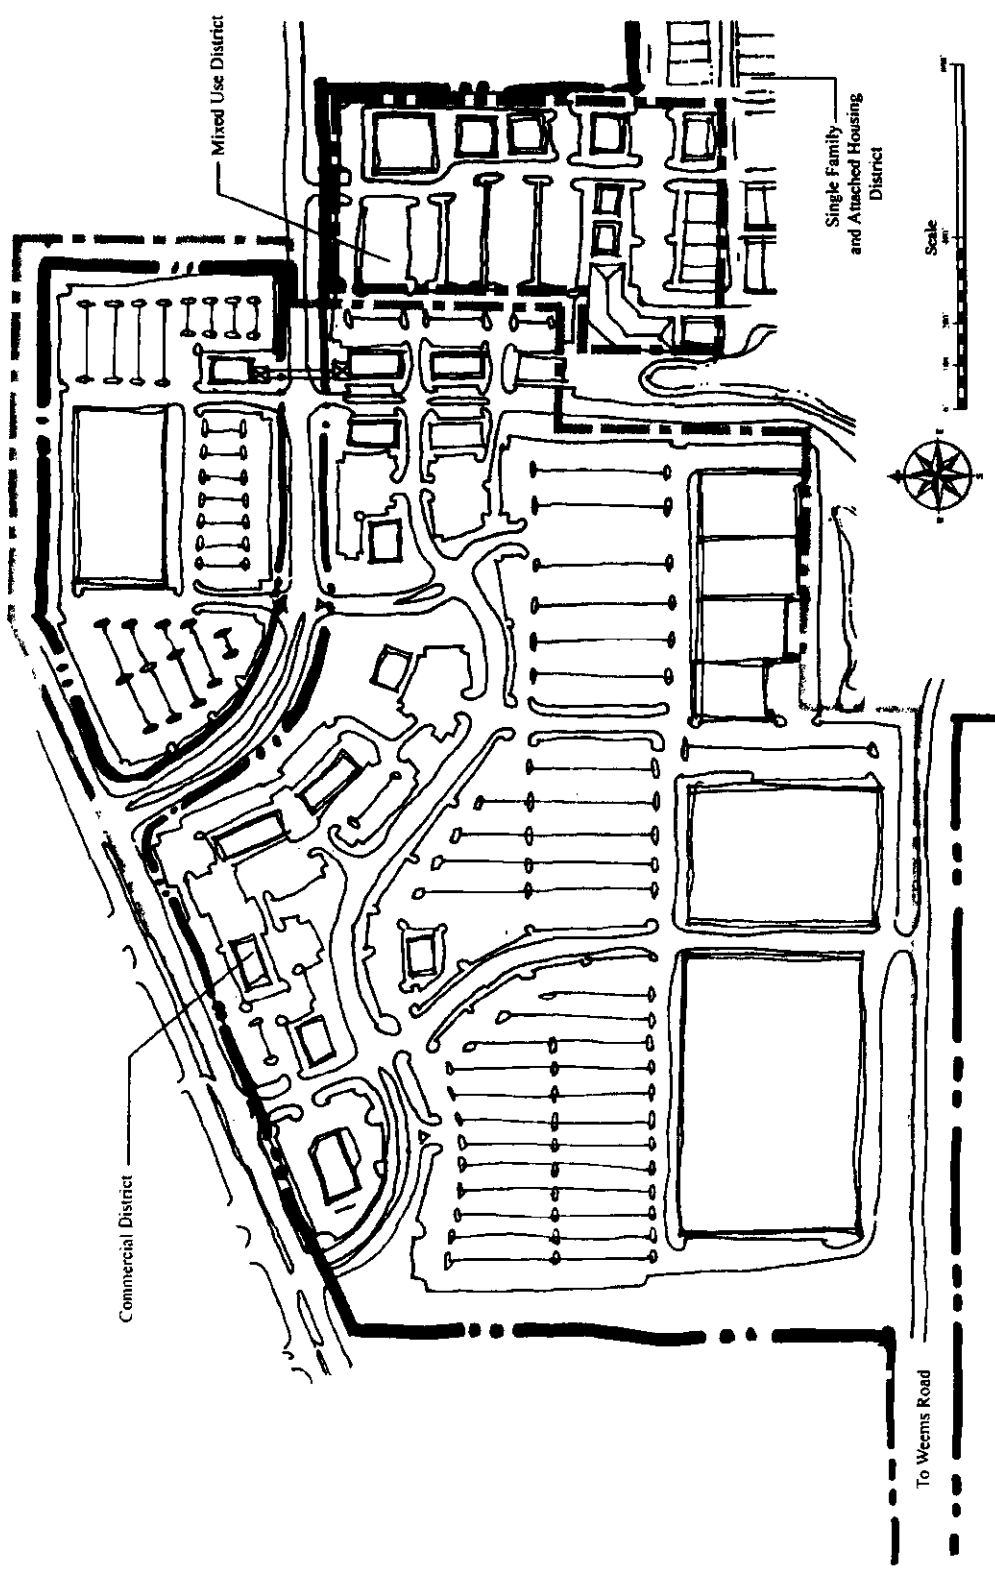 Mixed Use District
Single Family
and Attached Housing
District
Scale
Commercial District
To Weems Road